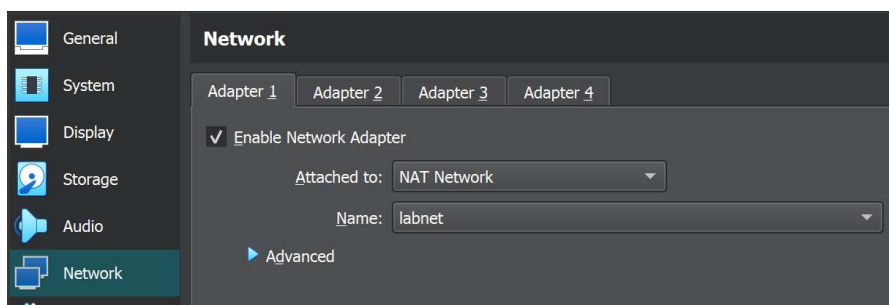 General
System
Display
Storage
Audio
Network
Network
Adapter 1 Adapter 2 Adapter 3 Adapter 4
Enable Network Adapter
Attached to: NAT Network
Name: labnet
Advanced